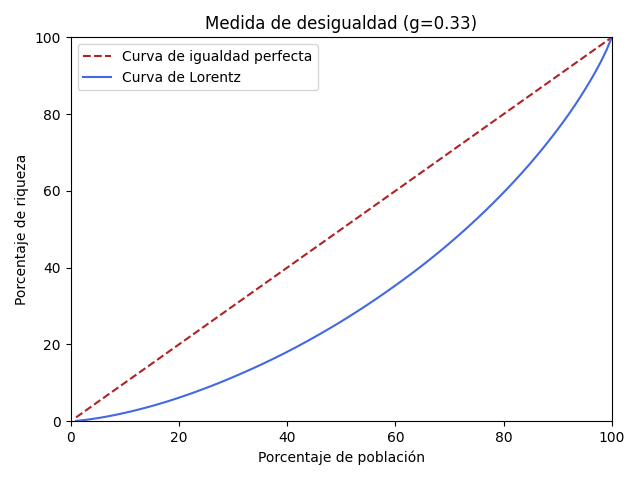 Medida de desigualdad (g=0.33)
Curva de igualdad perfecta
Curva de Lorentz
Porcentaje de riqueza
100
80
60
40
20
0
0 20 40 60 80 100
Porcentaje de población